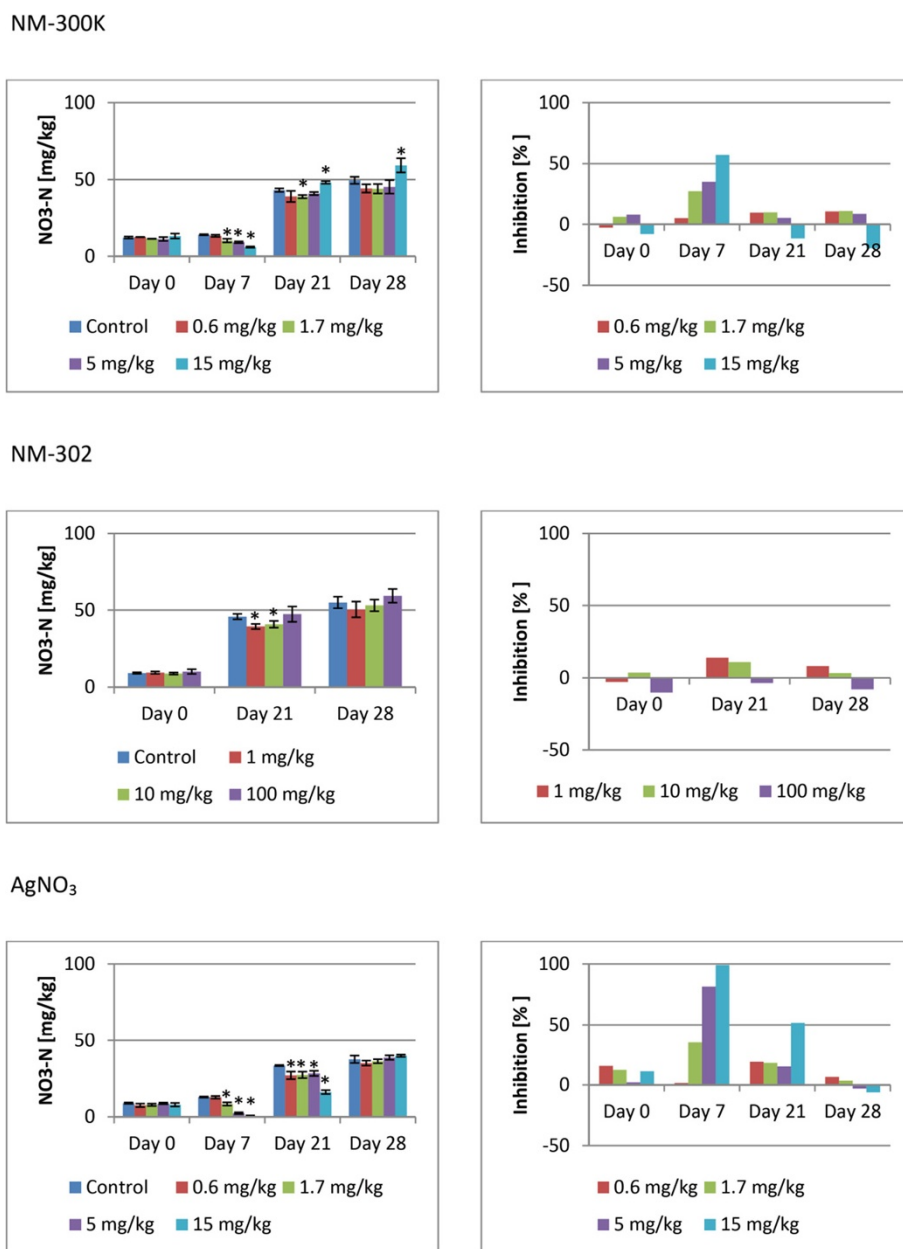 NM-300K
NO3-N [mg/kg]
100
50
0
* * * * * *
Day 0 Day 7 Day 21 Day 28
Control 0.6 mg/kg 1.7 mg/kg
5 mg/kg 15 mg/kg
Inhibition [% ]
100
50
0
-50
Day 0 Day 7 Day 21 Day 28
0.6 mg/kg 1.7 mg/kg
5 mg/kg 15 mg/kg
NM-302
NO3-N [mg/kg]
100
50
0
* *
Day 0 Day 21 Day 28
Control 1 mg/kg
10 mg/kg 100 mg/kg
Inhibition [% ]
100
50
0
-50
Day 0 Day 21 Day 28
1 mg/kg 10 mg/kg 100 mg/kg
AgNO₃
NO3-N [mg/kg]
100
50
0
* * * * * * *
Day 0 Day 7 Day 21 Day 28
Control 0.6 mg/kg 1.7 mg/kg
5 mg/kg 15 mg/kg
Inhibition [% ]
100
50
0
-50
Day 0 Day 7 Day 21 Day 28
0.6 mg/kg 1.7 mg/kg
5 mg/kg 15 mg/kg